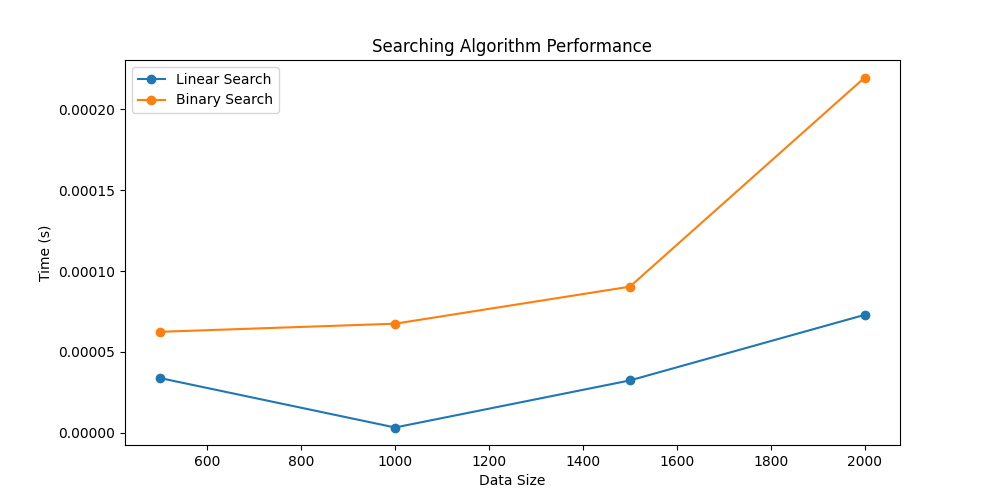 Searching Algorithm Performance
Linear Search
Binary Search
0.00020
0.00015
0.00010
0.00005
0.00000
Time (s)
600 800 1000 1200 1400 1600 1800 2000
Data Size